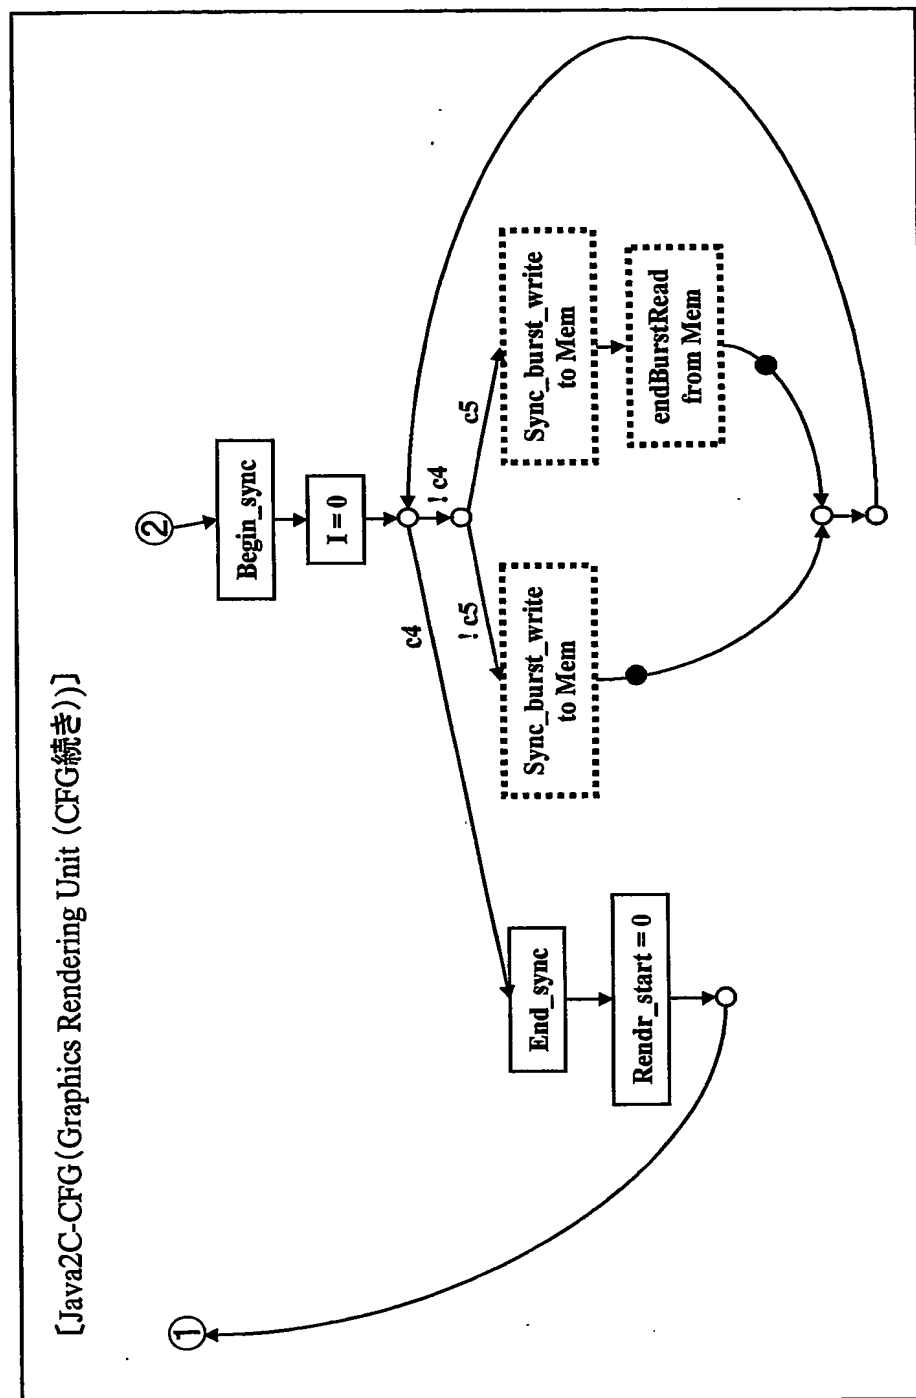 [Java2C-CFG(Graphics Rendering Unit (CFG続き))]
②
Begin_sync
I = 0
c4
! c4
! c5
c5
Sync_burst_write
to Mem
Sync_burst_write
to Mem
endBurstRead
from Mem
End_sync
Rendr_start = 0
①